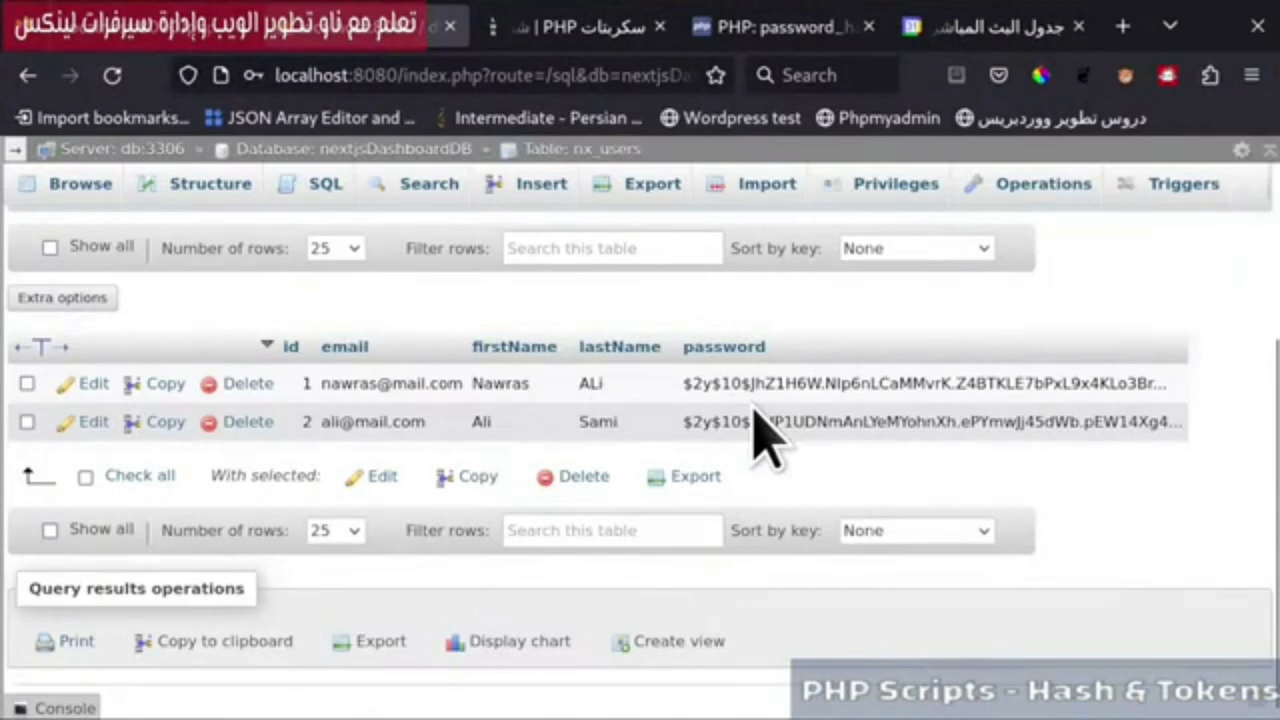 تعلم مع ناو تطوير الويب وإدارة سيرفرات لينكس
سكريبتات PHP |
PHP: password_h
جدول البث المباشر
localhost:8080/index.php?route=/sql&db=nextjsDa
Search
Import bookmarks...
JSON Array Editor and ...
Intermediate - Persian ...
Wordpress test
Phpmyadmin
دروس تطوير ووردبريس
Server: db:3306 » Database: nextjsDashboardDB » Table: nx_users
Browse Structure SQL Search Insert Export Import Privileges Operations Triggers
Show all Number of rows: 25 Filter rows: Search this table Sort by key: None
Extra options
←T→ id email firstName lastName password
Edit Copy Delete 1 nawras@mail.com Nawras ALi $2y$10$JhZ1H6W.NIp6nLCaMMvrK.Z4BTKLE7bPxL9x4KLo3Br...
Edit Copy Delete 2 ali@mail.com Ali Sami
Check all With selected: Edit Copy Delete Export
Show all Number of rows: 25 Filter rows: Search this table Sort by key: None
Query results operations
Print Copy to clipboard Export Display chart Create view
PHP Scripts - Hash & Tokens
Console